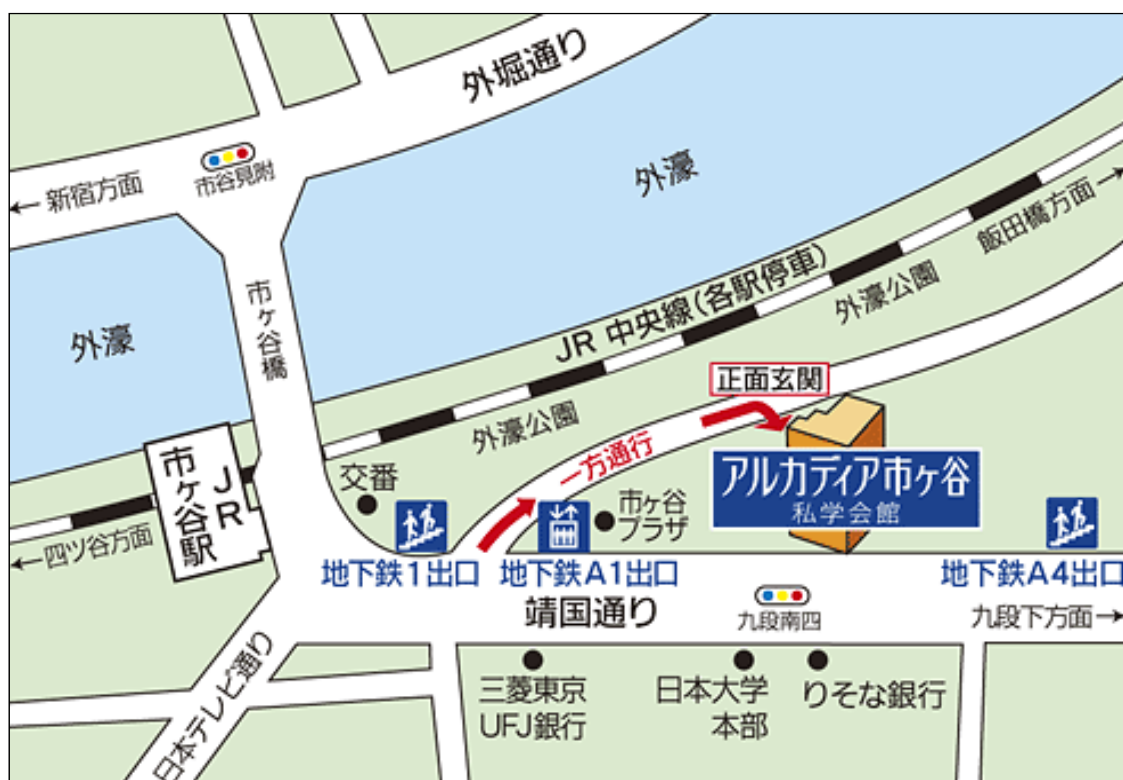 外堀通り
市谷見附
← 新宿方面
外濠
飯田橋方面→
市ヶ谷橋
外濠
JR 中央線(各駅停車)
外濠公園
正面玄関
外濠公園
JR
市ヶ谷駅
一方通行
アルカディア市ヶ谷
私学会館
交番
市ヶ谷
プラザ
←四ツ谷方面
地下鉄1出口
地下鉄A1出口
地下鉄A4出口
靖国通り
九段南四
九段下方面→
日本テレビ通り
三菱東京
UFJ銀行
日本大学
本部
りそな銀行